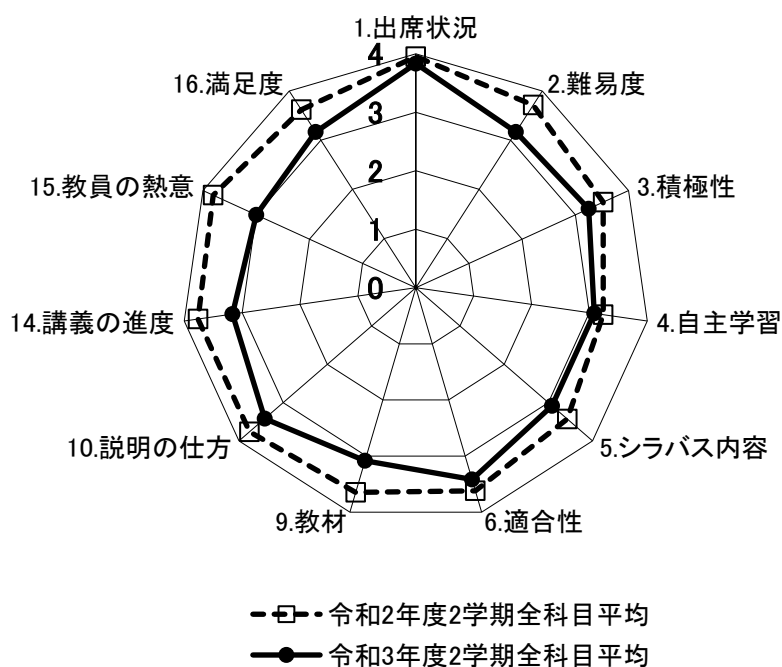 1.出席状況
4
16.満足度
2.難易度
3
2
15.教員の熱意
3.積極性
1
0
14.講義の進度
4.自主学習
10.説明の仕方
5.シラバス内容
9.教材
6.適合性
令和2年度2学期全科目平均
令和3年度2学期全科目平均